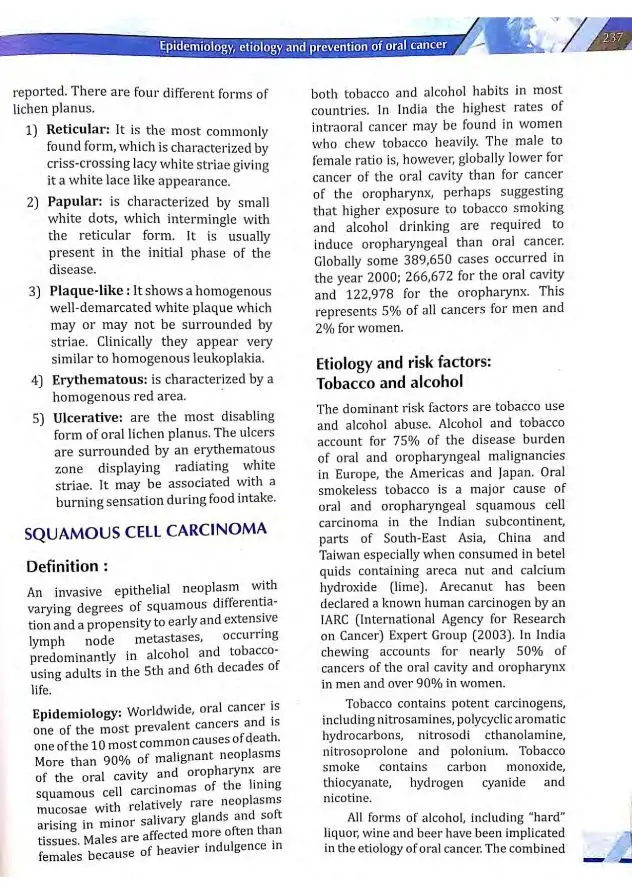 Epidemiology, etiology and prevention of oral cancer
237
reported. There are four different forms of
lichen planus.
1) Reticular: It is the most commonly
found form, which is characterized by
criss-crossing lacy white striae giving
it a white lace like appearance.
2) Papular: is characterized by small
white dots, which intermingle with
the reticular form. It is usually
present in the initial phase of the
disease.
3) Plaque-like : It shows a homogenous
well-demarcated white plaque which
may or may not be surrounded by
striae. Clinically they appear very
similar to homogenous leukoplakia.
4) Erythematous: is characterized by a
homogenous red area.
5) Ulcerative: are the most disabling
form of oral lichen planus. The ulcers
are surrounded by an erythematous
zone displaying radiating white
striae. It may be associated with a
burning sensation during food intake.
SQUAMOUS CELL CARCINOMA
Definition :
An invasive epithelial neoplasm with
varying degrees of squamous differentia-
tion and a propensity to early and extensive
lymph node metastases, occurring
predominantly in alcohol and tobacco-
using adults in the 5th and 6th decades of
life.
Epidemiology: Worldwide, oral cancer is
one of the most prevalent cancers and is
one of the 10 most common causes of death.
More than 90% of malignant neoplasms
of the oral cavity and oropharynx are
squamous cell carcinomas of the lining
mucosae with relatively rare neoplasms
arising in minor salivary glands and soft
tissues. Males are affected more often than
females because of heavier indulgence in
both tobacco and alcohol habits in most
countries. In India the highest rates of
intraoral cancer may be found in women
who chew tobacco heavily. The male to
female ratio is, however, globally lower for
cancer of the oral cavity than for cancer
of the oropharynx, perhaps suggesting
that higher exposure to tobacco smoking
and alcohol drinking are required to
induce oropharyngeal than oral cancer.
Globally some 389,650 cases occurred in
the year 2000; 266,672 for the oral cavity
and 122,978 for the oropharynx. This
represents 5% of all cancers for men and
2% for women.
Etiology and risk factors:
Tobacco and alcohol
The dominant risk factors are tobacco use
and alcohol abuse. Alcohol and tobacco
account for 75% of the disease burden
of oral and oropharyngeal malignancies
in Europe, the Americas and Japan. Oral
smokeless tobacco is a major cause of
oral and oropharyngeal squamous cell
carcinoma in the Indian subcontinent,
parts of South-East Asia, China and
Taiwan especially when consumed in betel
quids containing areca nut and calcium
hydroxide (lime). Arecanut has been
declared a known human carcinogen by an
IARC (International Agency for Research
on Cancer) Expert Group (2003). In India
chewing accounts for nearly 50% of
cancers of the oral cavity and oropharynx
in men and over 90% in women.
Tobacco contains potent carcinogens,
including nitrosamines, polycyclic aromatic
hydrocarbons, nitrosodi cthanolamine,
nitrosoprolone and polonium. Tobacco
smoke contains carbon monoxide,
thiocyanate, hydrogen cyanide and
nicotine.
All forms of alcohol, including "hard"
liquor, wine and beer have been implicated
in the etiology of oral cancer. The combined